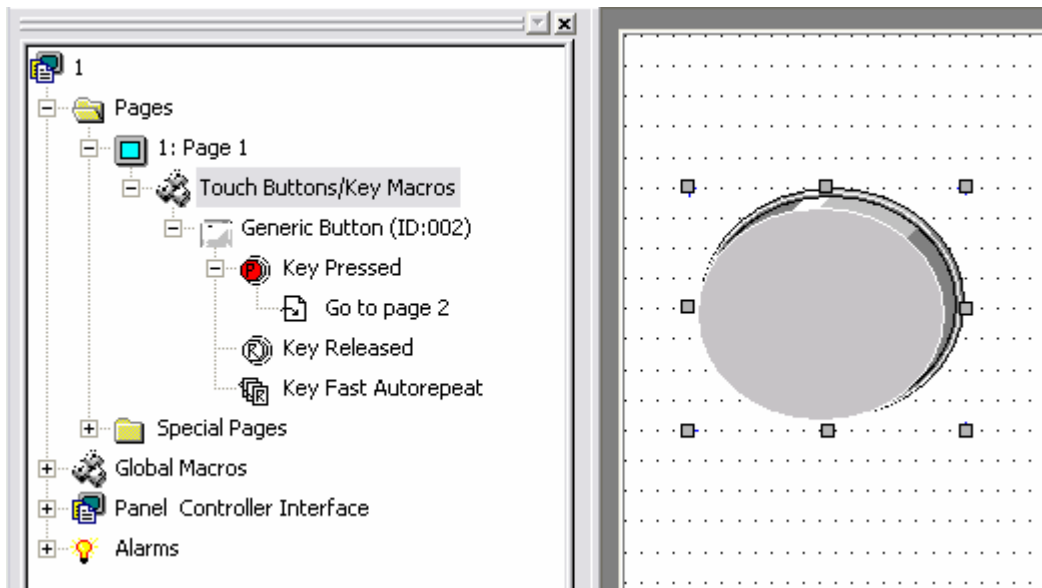 1
Pages
1: Page 1
Touch Buttons/Key Macros
Generic Button (ID:002)
P Key Pressed
Go to page 2
R Key Released
R Key Fast Autorepeat
Special Pages
Global Macros
Panel Controller Interface
Alarms